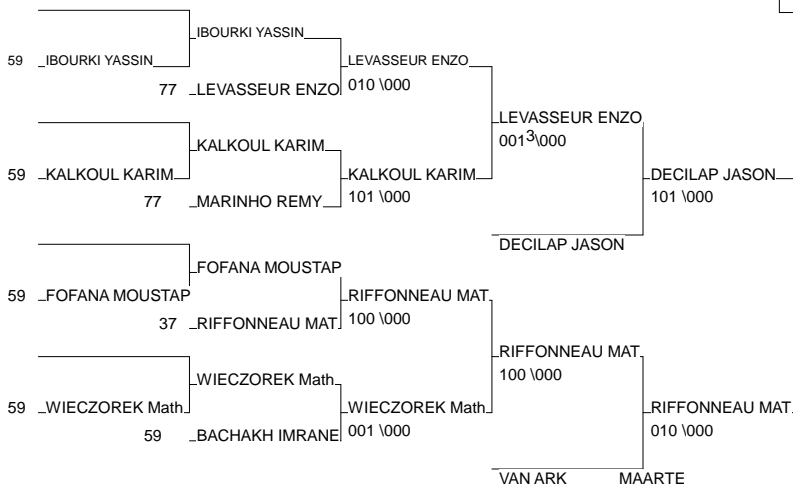 IBOURKI YASSIN
59 IBOURKI YASSIN LEVASSEUR ENZO
77 LEVASSEUR ENZO 010 \000
LEVASSEUR ENZO
001 3\000
KALKOUL KARIM
59 KALKOUL KARIM KALKOUL KARIM DECILAP JASON
77 MARINHO REMY 101 \000 101 \000
DECILAP JASON
FOFANA MOUSTAP
59 FOFANA MOUSTAP RIFFONNEAU MAT
37 RIFFONNEAU MAT 100 \000
RIFFONNEAU MAT
100 \000
WIECZOREK Math
59 WIECZOREK Math WIECZOREK Math RIFFONNEAU MAT
59 BACHAKH IMRANE 001 \000 010 \000
VAN ARK MAARTE